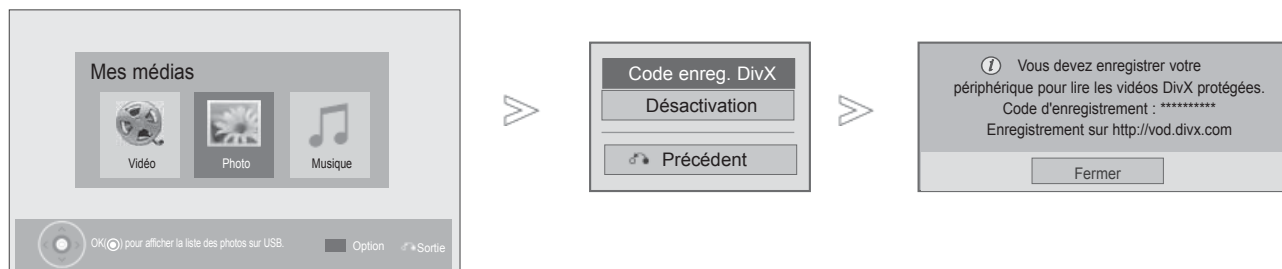 Mes médias
Vidéo
Photo
Musique
OK(◉) pour afficher la liste des photos sur USB.
Option
Sortie
Code enreg. DivX
Désactivation
Précédent
Vous devez enregistrer votre
périphérique pour lire les vidéos DivX protégées.
Code d'enregistrement : **********
Enregistrement sur http://vod.divx.com
Fermer